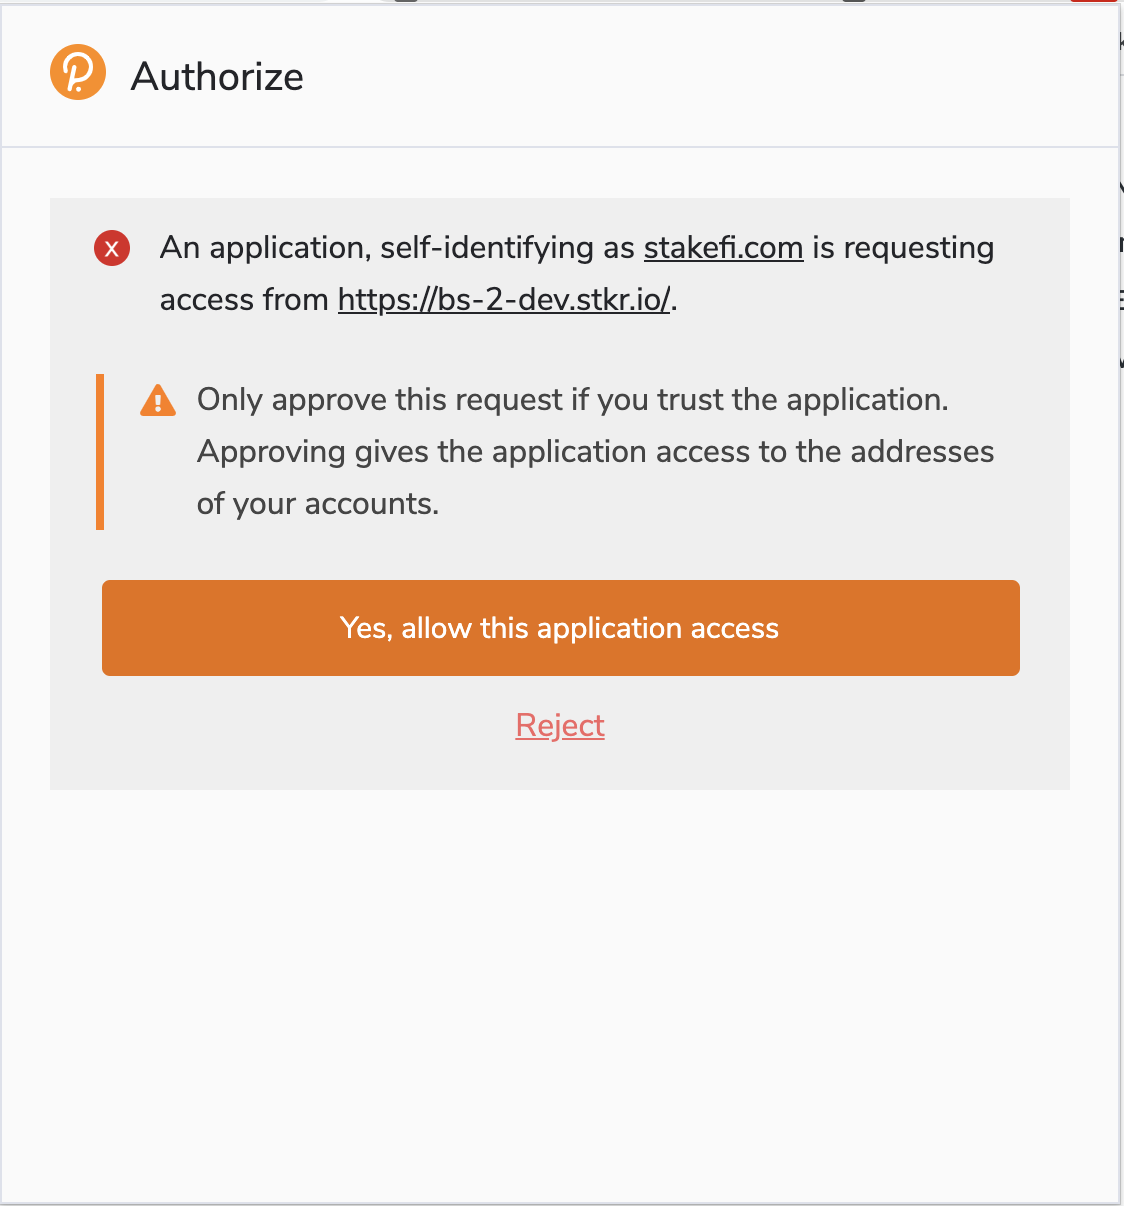 Authorize
X An application, self-identifying as stakefi.com is requesting
access from https://bs-2-dev.stkr.io/.
Only approve this request if you trust the application.
Approving gives the application access to the addresses
of your accounts.
Yes, allow this application access
Reject